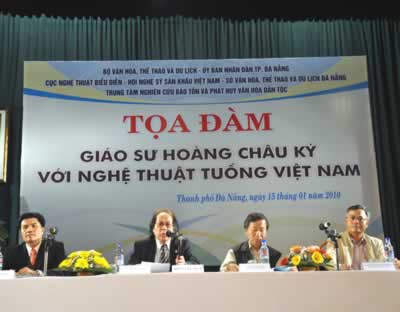 BỘ VĂN HÓA, THỂ THAO VÀ DU LỊCH - ỦY BAN NHÂN DÂN TP. ĐÀ NẴNG
CỤC NGHỆ THUẬT BIỂU DIỄN - HỘI NGHỆ SỸ SÂN KHẤU VIỆT NAM - SỞ VĂN HÓA, THỂ THAO VÀ DU LỊCH ĐÀ NẴNG
TRUNG TÂM NGHIÊN CỨU BẢO TỒN VÀ PHÁT HUY VĂN HÓA DÂN TỘC
TỌA ĐÀM
GIÁO SƯ HOÀNG CHÂU KÝ
VỚI NGHỆ THUẬT TUỒNG VIỆT NAM
Thành phố Đà Nẵng, ngày 15 tháng 01 năm 2010